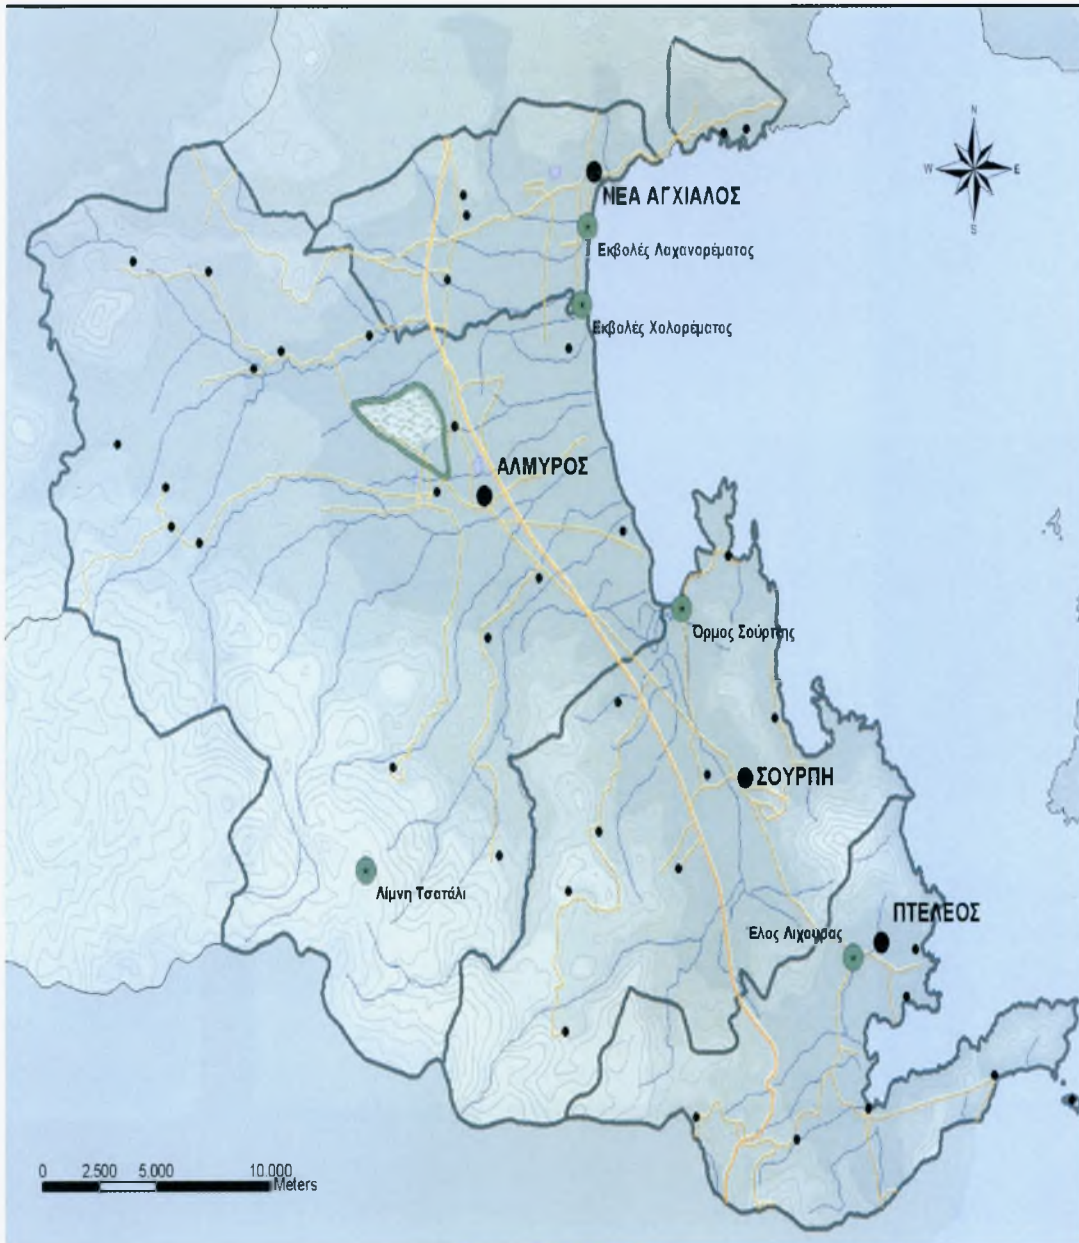 N
W
E
S
ΝΕΑ ΑΓΧΙΑΛΟΣ
Εκβολές Λαχανορέματος
Εκβολές Χολορέματος
ΑΛΜΥΡΟΣ
Όρμος Σούρπης
ΣΟΥΡΠΗ
Λίμνη Τσατάλι
ΠΤΕΛΕΟΣ
Έλος Λιχούρας
0 2.500 5.000 10.000
Meters